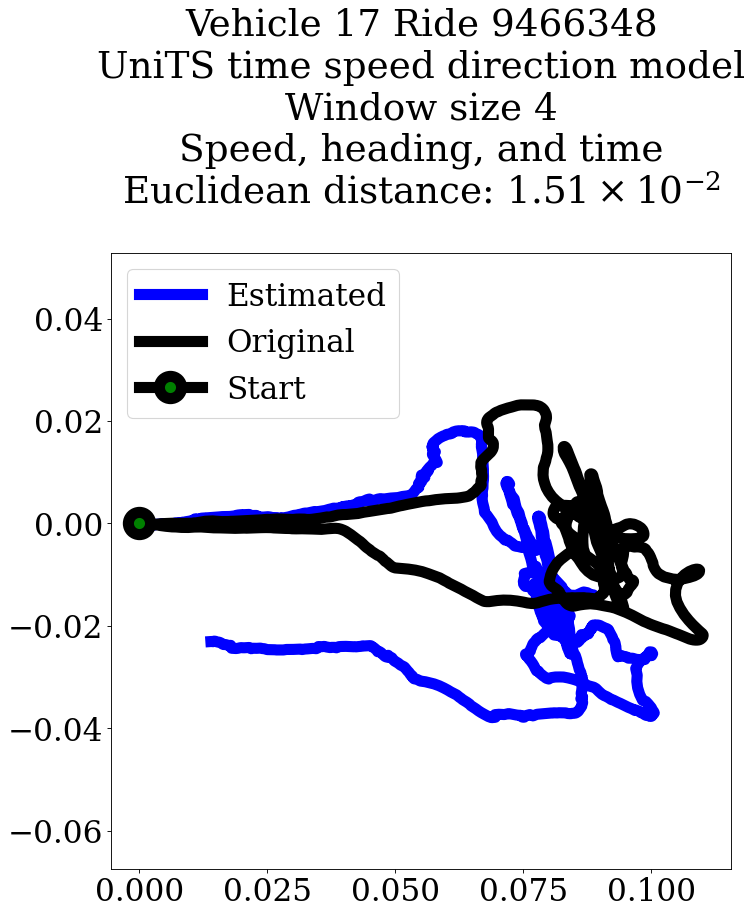 Vehicle 17 Ride 9466348
UniTS time speed direction model
Window size 4
Speed, heading, and time
Euclidean distance: 1.51 × 10⁻²
Estimated
Original
Start
0.04
0.02
0.00
−0.02
−0.04
−0.06
0.000 0.025 0.050 0.075 0.100